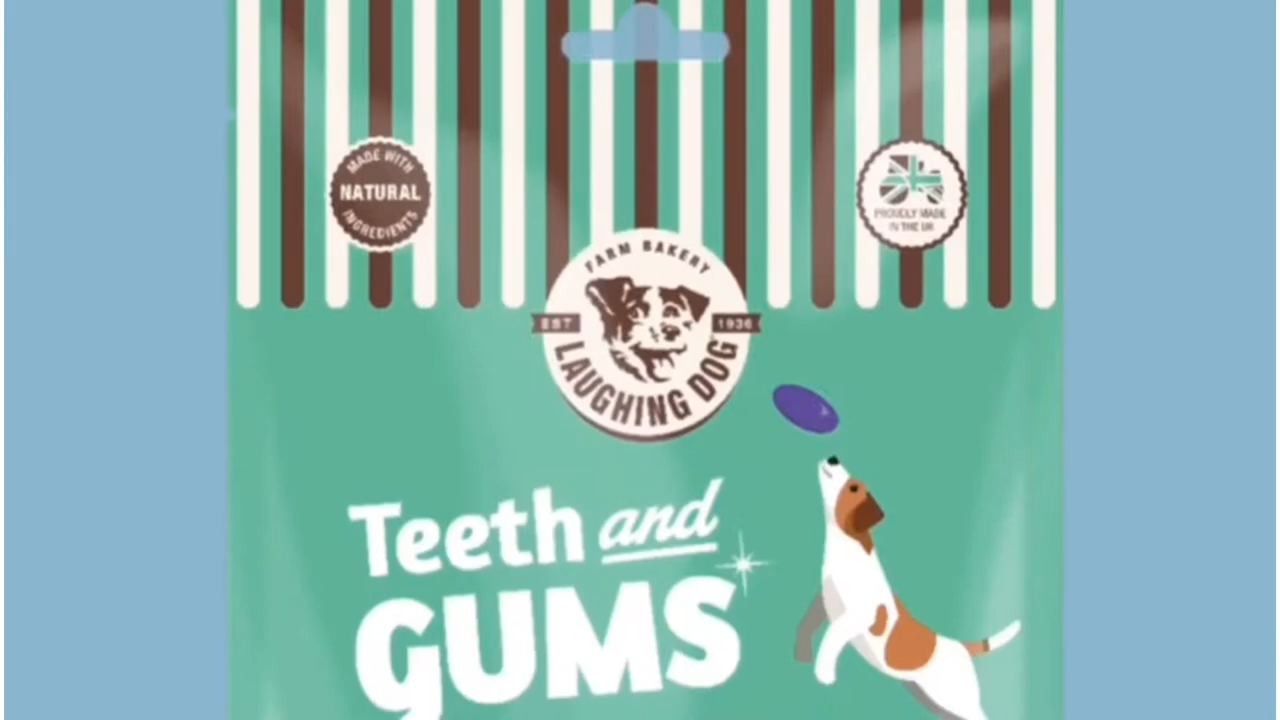 MADE WITH
NATURAL
INGREDIENTS
PROUDLY MADE
IN THE UK
FARM BAKERY
EST 1936
LAUGHING DOG
Teeth and
GUMS